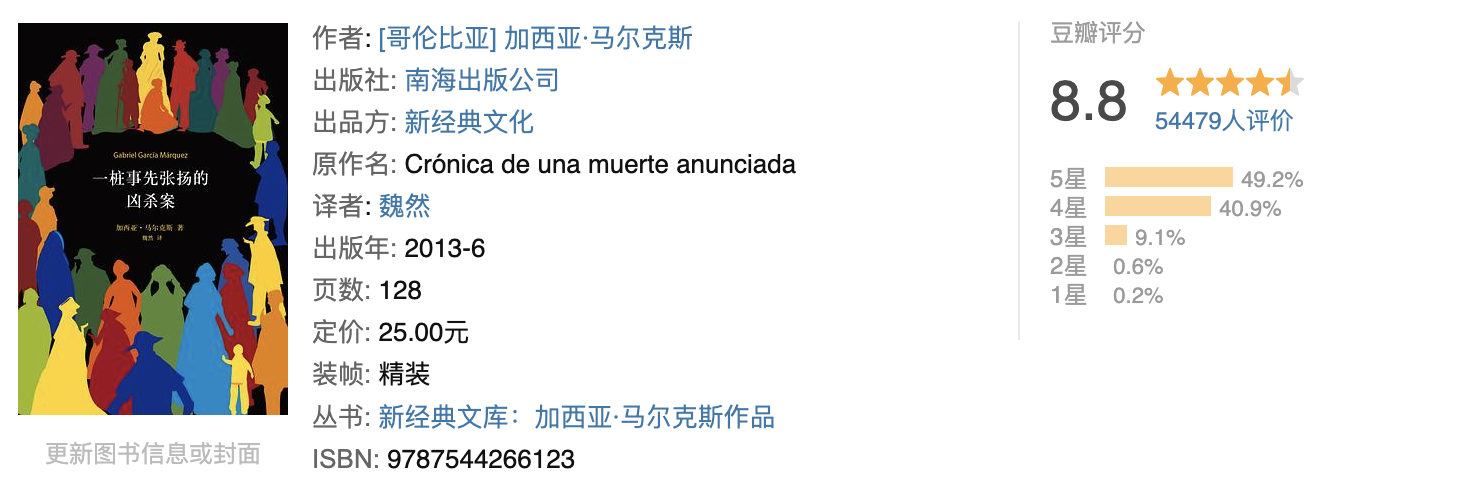 Gabriel García Márquez
一桩事先张扬的
凶杀案
加西亚·马尔克斯 著
魏然 译
更新图书信息或封面
作者: [哥伦比亚] 加西亚·马尔克斯
出版社: 南海出版公司
出品方: 新经典文化
原作名: Crónica de una muerte anunciada
译者: 魏然
出版年: 2013-6
页数: 128
定价: 25.00元
装帧: 精装
丛书: 新经典文库：加西亚·马尔克斯作品
ISBN: 9787544266123
豆瓣评分
8.8
54479人评价
5星 49.2%
4星 40.9%
3星 9.1%
2星 0.6%
1星 0.2%